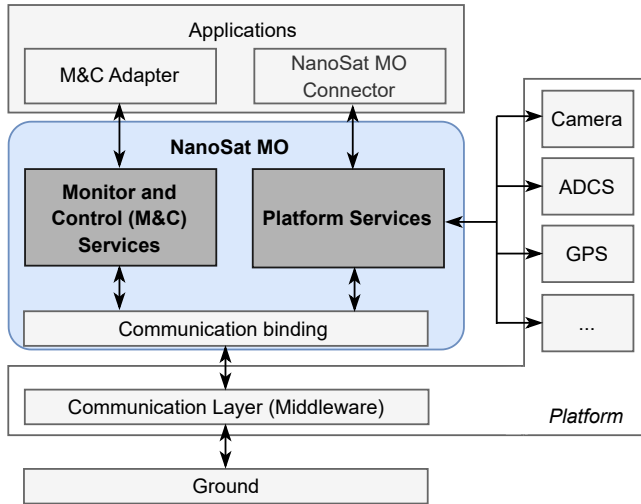 Applications
M&C Adapter
NanoSat MO
Connector
NanoSat MO
Monitor and
Control (M&C)
Services
Platform Services
Communication binding
Camera
ADCS
GPS
...
Communication Layer (Middleware)
Platform
Ground